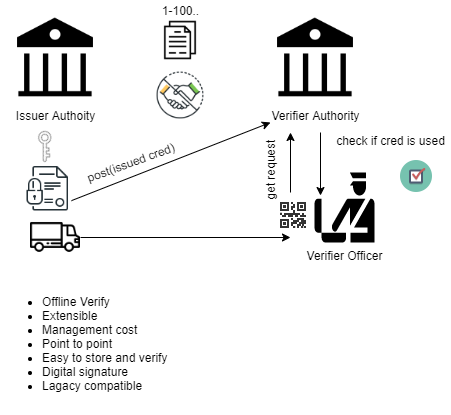 1-100..
Issuer Authoity
Verifier Authority
post(issued cred)
get request
check if cred is used
Verifier Officer
Offline Verify
Extensible
Management cost
Point to point
Easy to store and verify
Digital signature
Lagacy compatible